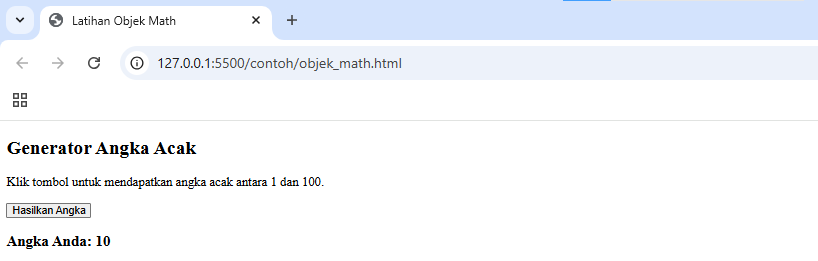 Latihan Objek Math
127.0.0.1:5500/contoh/objek_math.html
Generator Angka Acak
Klik tombol untuk mendapatkan angka acak antara 1 dan 100.
Hasilkan Angka
Angka Anda: 10